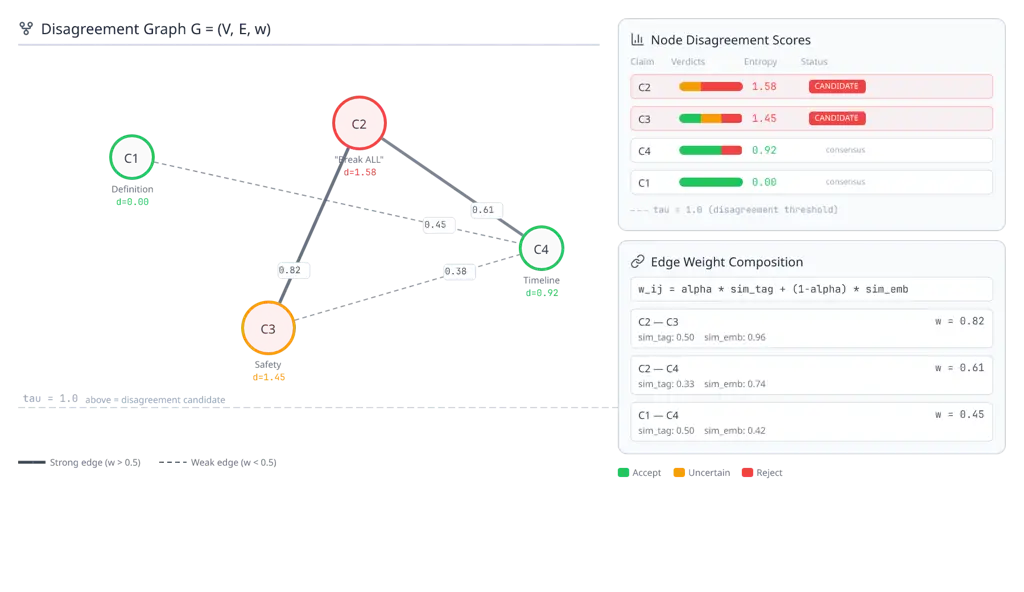 Disagreement Graph G = (V, E, w)
C2
"Break ALL"
d=1.58
C1
Definition
d=0.00
0.61
0.45
C4
Timeline
d=0.92
0.82
0.38
C3
Safety
d=1.45
tau = 1.0 above = disagreement candidate
Strong edge (w > 0.5) Weak edge (w < 0.5)
Node Disagreement Scores
Claim Verdicts Entropy Status
C2 1.58 CANDIDATE
C3 1.45 CANDIDATE
C4 0.92 consensus
C1 0.00 consensus
tau = 1.0 (disagreement threshold)
Edge Weight Composition
w_ij = alpha * sim_tag + (1-alpha) * sim_emb
C2 — C3 w = 0.82
sim_tag: 0.50 sim_emb: 0.96
C2 — C4 w = 0.61
sim_tag: 0.33 sim_emb: 0.74
C1 — C4 w = 0.45
sim_tag: 0.50 sim_emb: 0.42
Accept Uncertain Reject